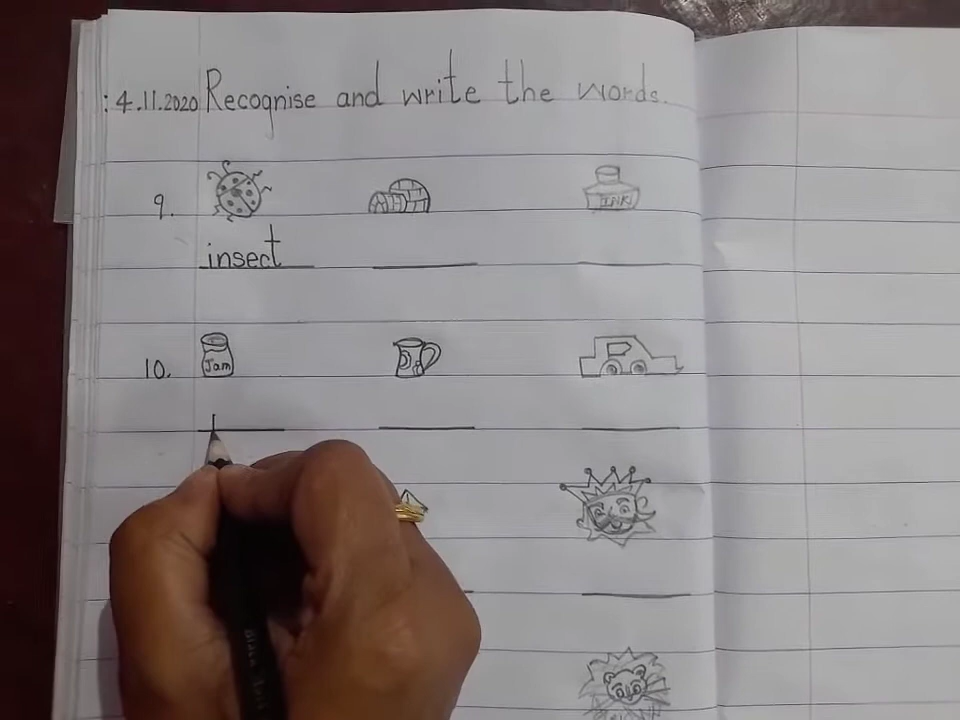 : 4.11.2020 Recognise and write the words.
9.
INK
insect
10.
Jam